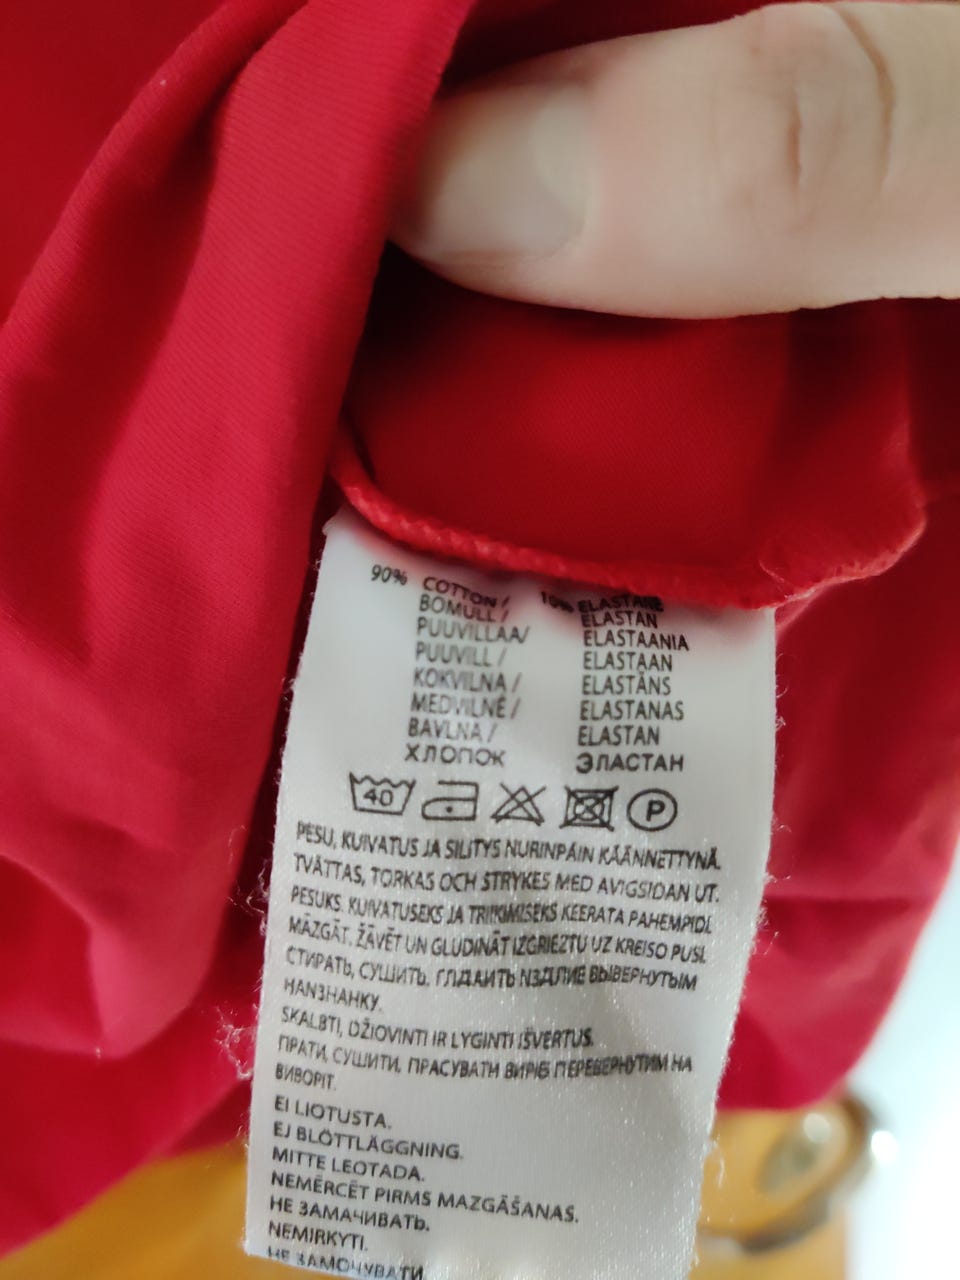 90% COTTON / 10% ELASTANE
BOMULL / ELASTAN
PUUVILLAA/ ELASTAANIA
PUUVILL / ELASTAAN
KOKVILNA / ELASTĀNS
MEDVILNĖ / ELASTANAS
BAVLNA / ELASTAN
ХЛОПОК ЭЛАСТАН
40 P
PESU, KUIVATUS JA SILITYS NURINPÄIN KÄÄNNETTYNÄ.
TVÄTTAS, TORKAS OCH STRYKES MED AVIGSIDAN UT.
PESUKS, KUIVATUSEKS JA TRIIKIMISEKS KEERATA PAHEMPIDI.
MAZGĀT, ŽĀVĒT UN GLUDINĀT IZGRIEZTU UZ KREISO PUSI.
СТИРАТЬ, СУШИТЬ, ВЫВЕРНУТЫМ
НАИЗНАНКУ.
SKALBTI, DŽIOVINTI IR LYGINTI IŠVERTUS.
ПРАТИ, СУШИТИ, ПРАСУВАТИ ВИРІБ ПЕРЕВЕРНУТИМ НА
ВИВОРІТ.
EI LIOTUSTA.
EJ BLÖTTLÄGGNING.
MITTE LEOTADA.
NEMĒRCĒT PIRMS MAZGĀŠANAS.
НЕ ЗАМАЧИВАТЬ.
NEMIRKYTI.
НЕ ЗАМОЧУВАТИ.